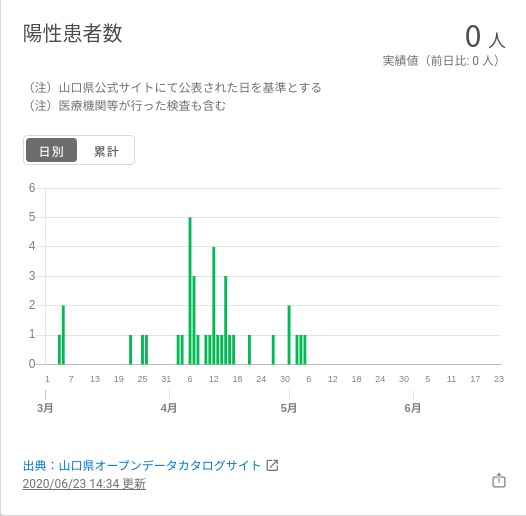 陽性患者数
0 人
実績値（前日比: 0 人）
（注）山口県公式サイトにて公表された日を基準とする
（注）医療機関等が行った検査も含む
日別 累計
6
5
4
3
2
1
0
1 7 13 19 25 31 6 12 18 24 30 6 12 18 24 30 5 11 17 23
3月 4月 5月 6月
出典：山口県オープンデータカタログサイト
2020/06/23 14:34 更新